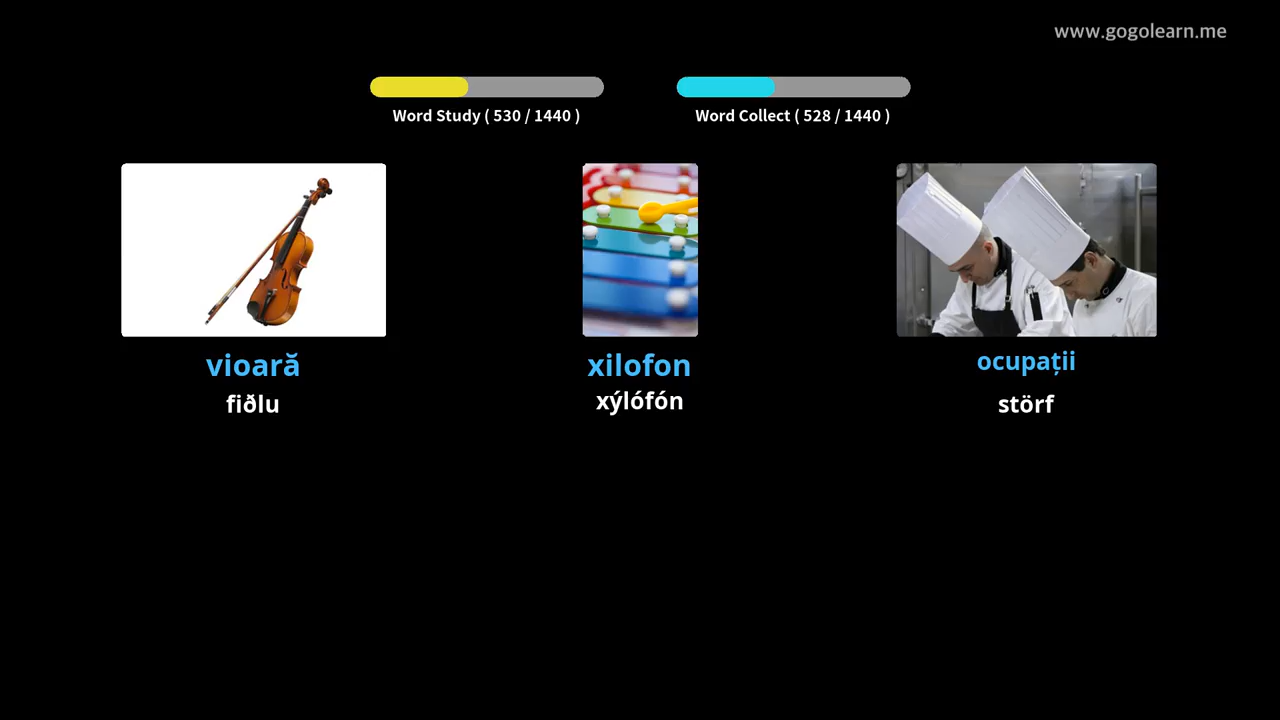 www.gogolearn.me
Word Study ( 530 / 1440 )
Word Collect ( 528 / 1440 )
vioară
xilofon
ocupații
fiðlu
xýlófón
störf